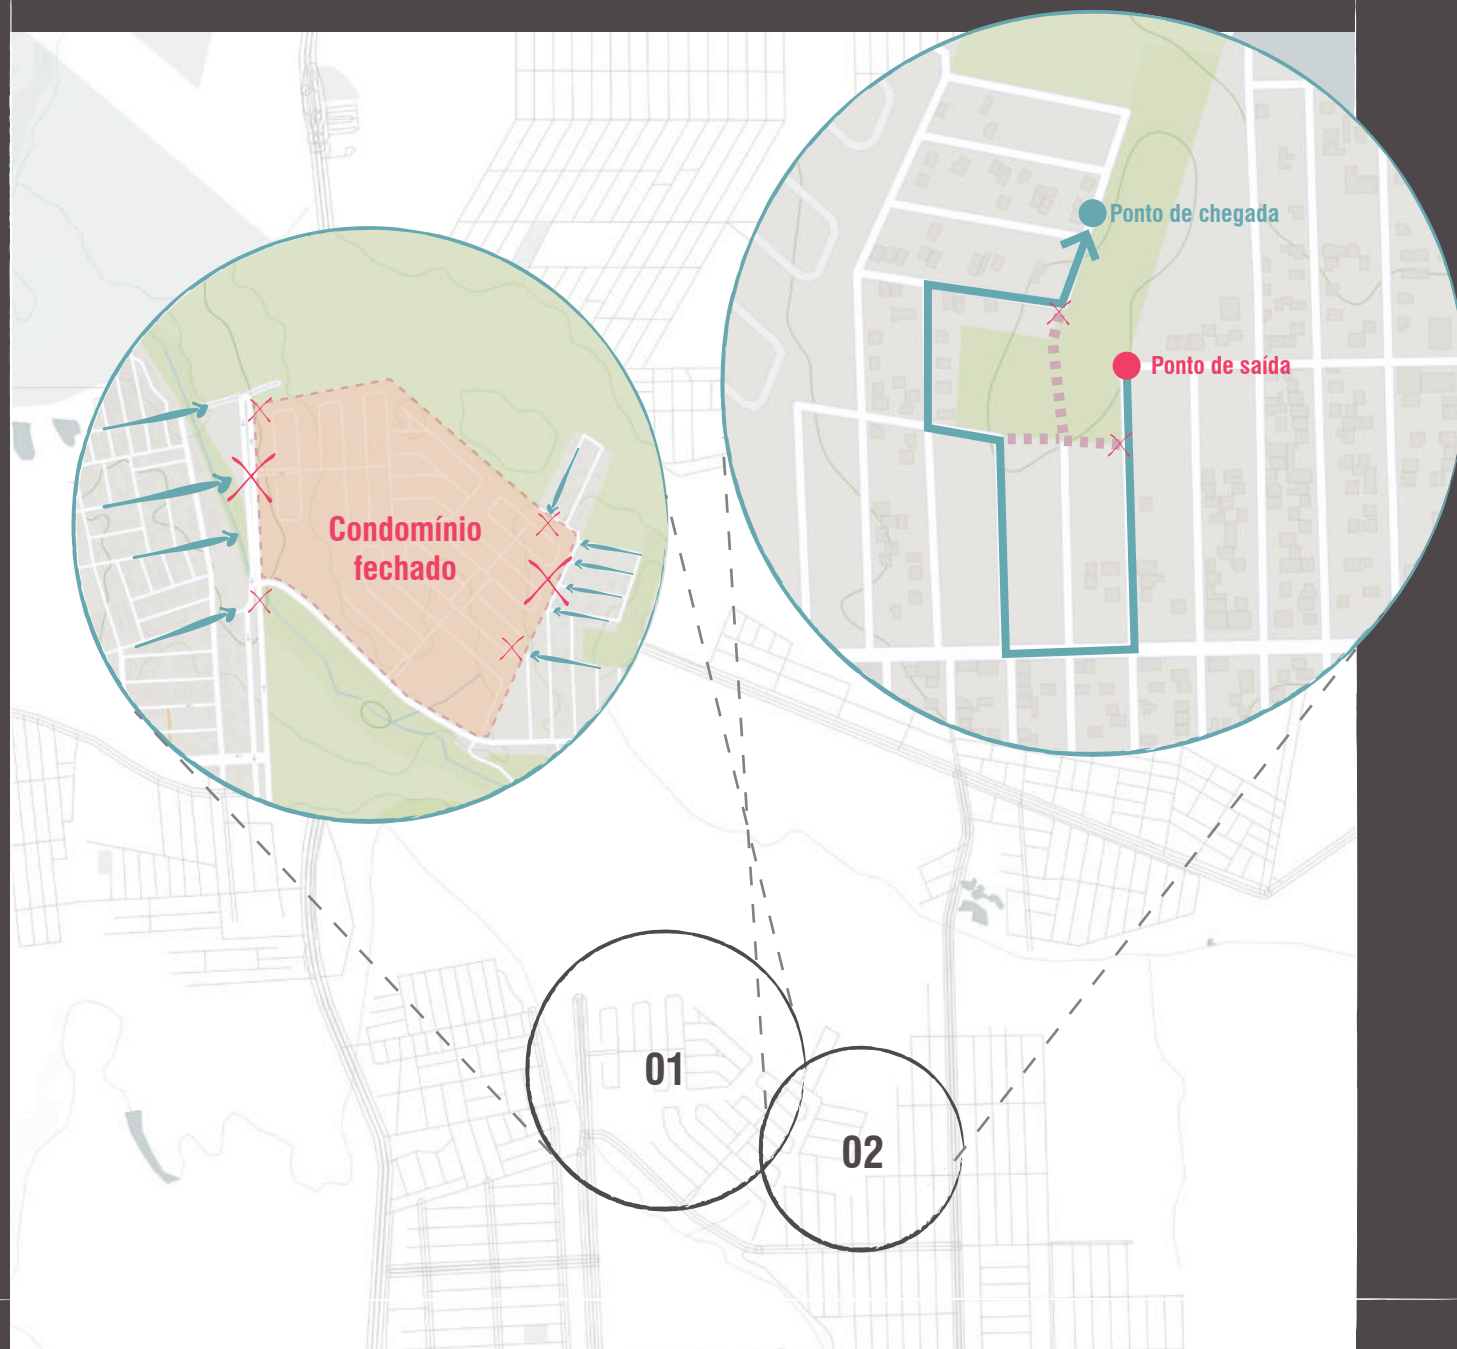 Ponto de chegada
Ponto de saída
Condomínio
fechado
01
02